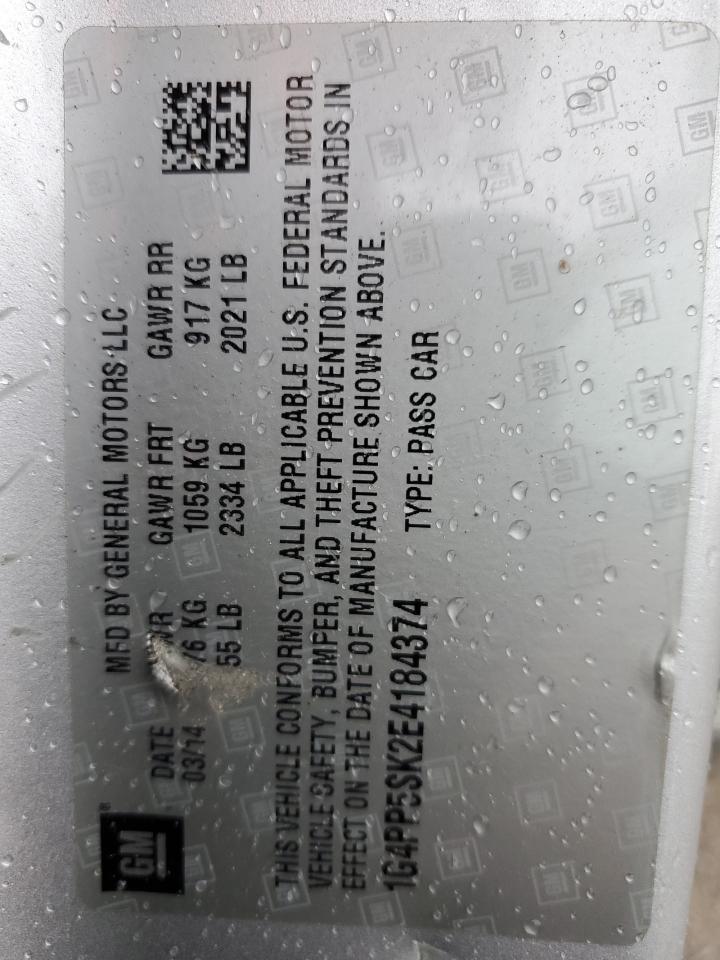 GM
MFD BY GENERAL MOTORS LLC
DATE GAWR FRT GAWR RR
03/14 KG 1059 KG 917 KG
55 LB 2334 LB 2021 LB
THIS VEHICLE CONFORMS TO ALL APPLICABLE U.S. FEDERAL MOTOR
VEHICLE SAFETY, BUMPER, AND THEFT PREVENTION STANDARDS IN
EFFECT ON THE DATE OF MANUFACTURE SHOWN ABOVE.
1G4PP5SK2E4184374 TYPE: PASS CAR